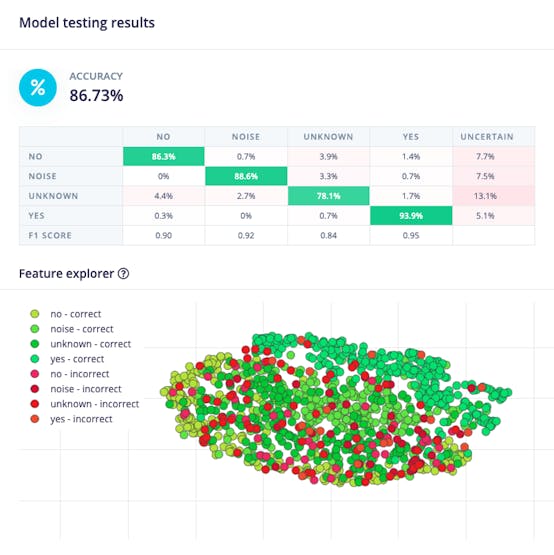 Model testing results
%
ACCURACY
86.73%
NO NOISE UNKNOWN YES UNCERTAIN
NO 86.3% 0.7% 3.9% 1.4% 7.7%
NOISE 0% 88.6% 3.3% 0.7% 7.5%
UNKNOWN 4.4% 2.7% 78.1% 1.7% 13.1%
YES 0.3% 0% 0.7% 93.9% 5.1%
F1 SCORE 0.90 0.92 0.84 0.95
Feature explorer ?
no - correct
noise - correct
unknown - correct
yes - correct
no - incorrect
noise - incorrect
unknown - incorrect
yes - incorrect